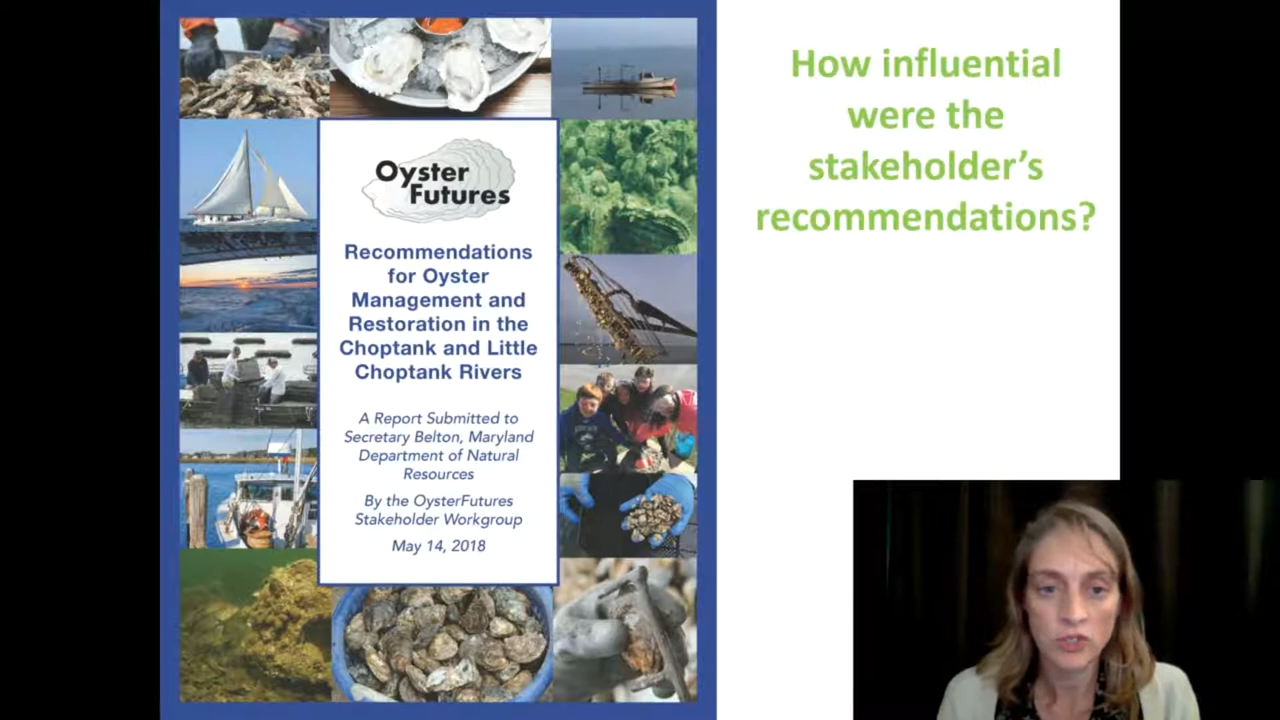 Oyster
Futures
Recommendations
for Oyster
Management and
Restoration in the
Choptank and Little
Choptank Rivers
A Report Submitted to
Secretary Belton, Maryland
Department of Natural
Resources
By the OysterFutures
Stakeholder Workgroup
May 14, 2018
How influential
were the
stakeholder’s
recommendations?